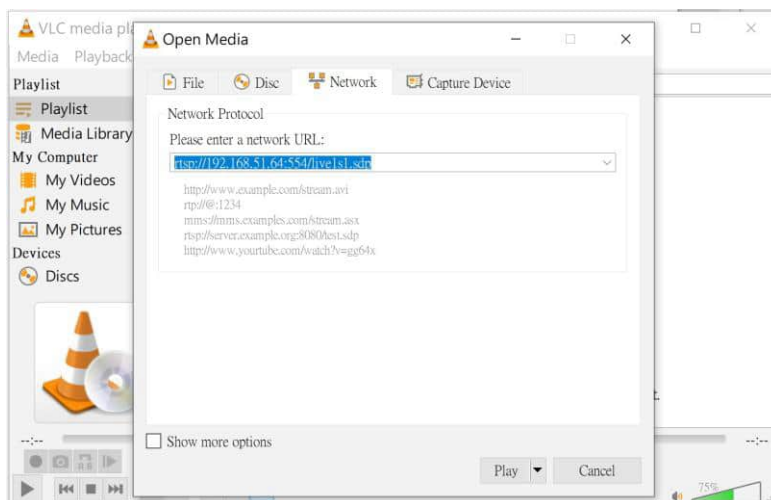 VLC media pl
Open Media
Media Playback
File Disc Network Capture Device
Playlist
Playlist
Media Library
My Computer
My Videos
My Music
My Pictures
Devices
Discs
Network Protocol
Please enter a network URL:
rtsp://192.168.51.64:554/live1s1.sdp
http://www.example.com/stream.avi
rtp://@:1234
mms://mms.examples.com/stream.asx
rtsp://server.example.org:8080/test.sdp
http://www.yourtube.com/watch?v=gg64x
t.
--:--
--:--
Show more options
Play Cancel
75%